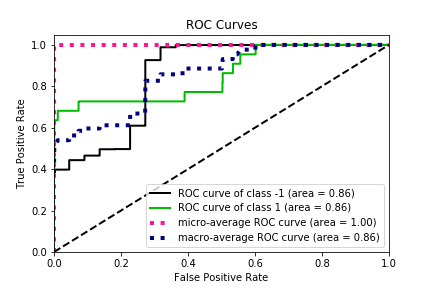 ROC Curves
True Positive Rate
1.0
0.8
0.6
0.4
0.2
0.0
ROC curve of class -1 (area = 0.86)
ROC curve of class 1 (area = 0.86)
micro-average ROC curve (area = 1.00)
macro-average ROC curve (area = 0.86)
0.0 0.2 0.4 0.6 0.8 1.0
False Positive Rate